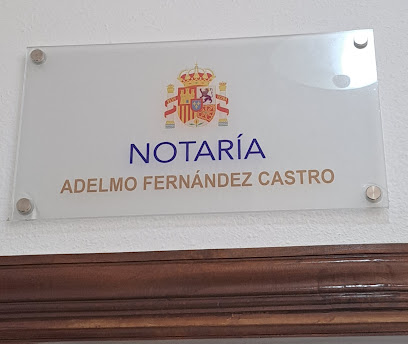 NOTARÍA
ADELMO FERNÁNDEZ CASTRO